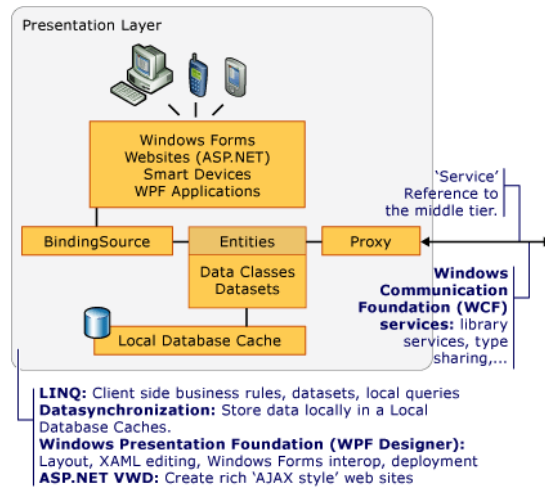 Presentation Layer
Windows Forms
Websites (ASP.NET)
Smart Devices
WPF Applications
'Service'
Reference to
the middle tier.
BindingSource
Entities
Proxy
Data Classes
Datasets
Windows
Communication
Foundation (WCF)
services: library
services, type
sharing,...
Local Database Cache
LINQ: Client side business rules, datasets, local queries
Datasynchronization: Store data locally in a Local
Database Caches.
Windows Presentation Foundation (WPF Designer):
Layout, XAML editing, Windows Forms interop, deployment
ASP.NET VWD: Create rich 'AJAX style' web sites